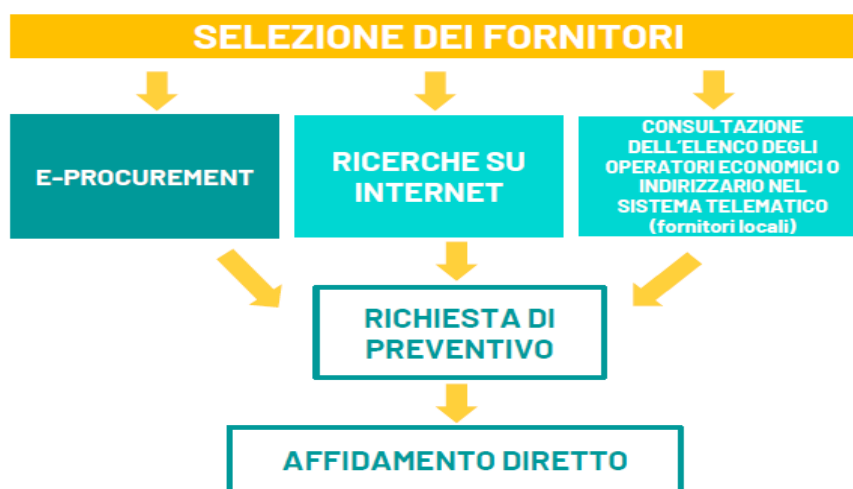 SELEZIONE DEI FORNITORI
E-PROCUREMENT
RICERCHE SU
INTERNET
CONSULTAZIONE
DELL'ELENCO DEGLI
OPERATORI ECONOMICI O
INDIRIZZARIO NEL
SISTEMA TELEMATICO
(fornitori locali)
RICHIESTA DI
PREVENTIVO
AFFIDAMENTO DIRETTO